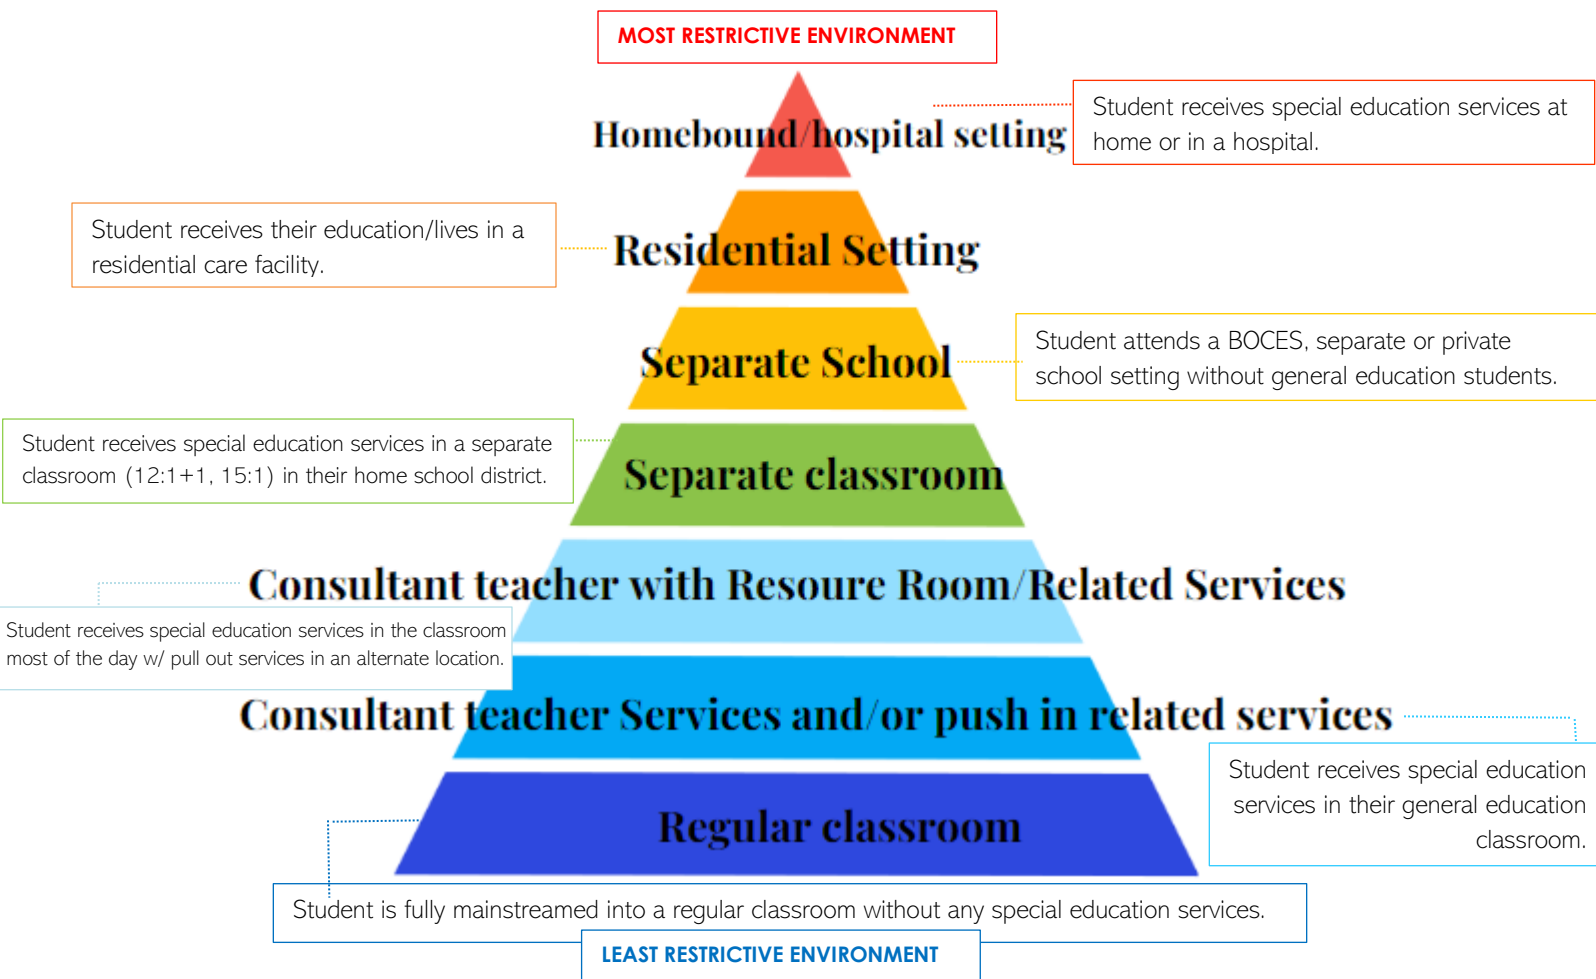 MOST RESTRICTIVE ENVIRONMENT
Homebound/hospital setting
Student receives special education services at
home or in a hospital.
Student receives their education/lives in a
residential care facility.
Residential Setting
Separate School
Student attends a BOCES, separate or private
school setting without general education students.
Student receives special education services in a separate
classroom (12:1+1, 15:1) in their home school district.
Separate classroom
Consultant teacher with Resoure Room/Related Services
Student receives special education services in the classroom
most of the day w/ pull out services in an alternate location.
Consultant teacher Services and/or push in related services
Student receives special education
services in their general education
classroom.
Regular classroom
Student is fully mainstreamed into a regular classroom without any special education services.
LEAST RESTRICTIVE ENVIRONMENT